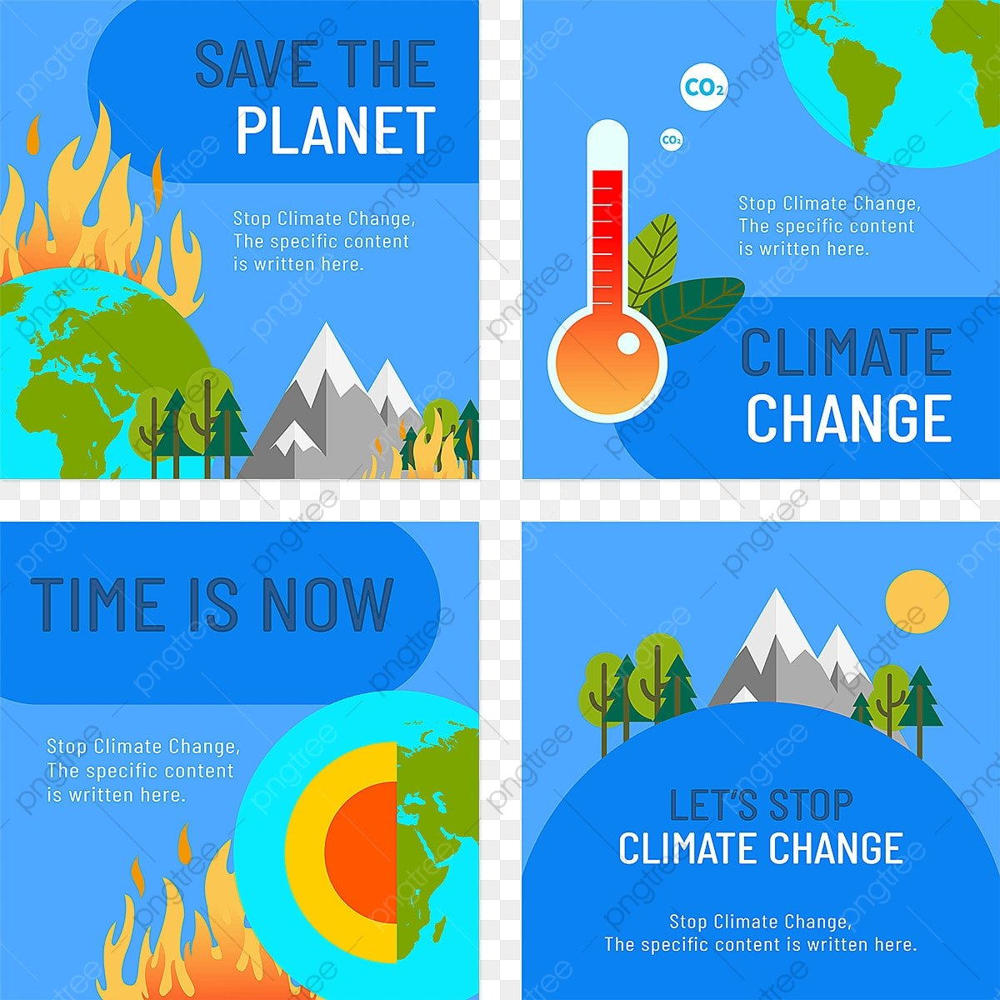 SAVE THE
PLANET
Stop Climate Change,
The specific content
is written here.
CO₂
CO₂
Stop Climate Change,
The specific content
is written here.
CLIMATE
CHANGE
TIME IS NOW
Stop Climate Change,
The specific content
is written here.
LET'S STOP
CLIMATE CHANGE
Stop Climate Change,
The specific content is written here.
pngtree